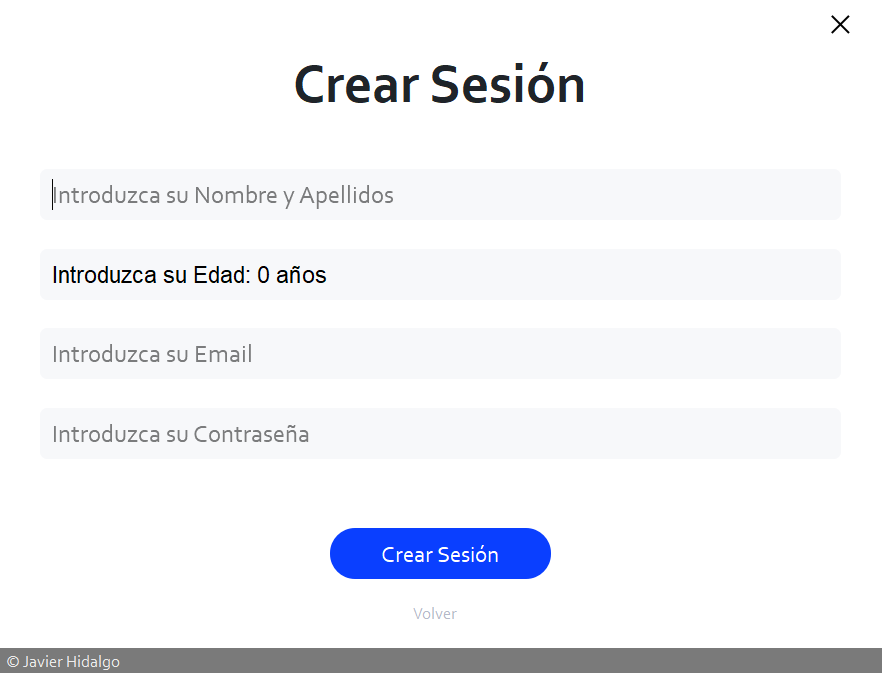 Crear Sesión
Introduzca su Nombre y Apellidos
Introduzca su Edad: 0 años
Introduzca su Email
Introduzca su Contraseña
Crear Sesión
Volver
© Javier Hidalgo